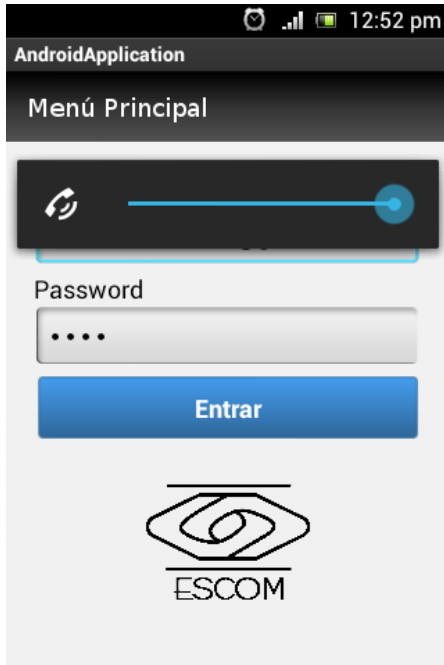 12:52 pm
AndroidApplication
Menú Principal
Password
••••
Entrar
ESCOM